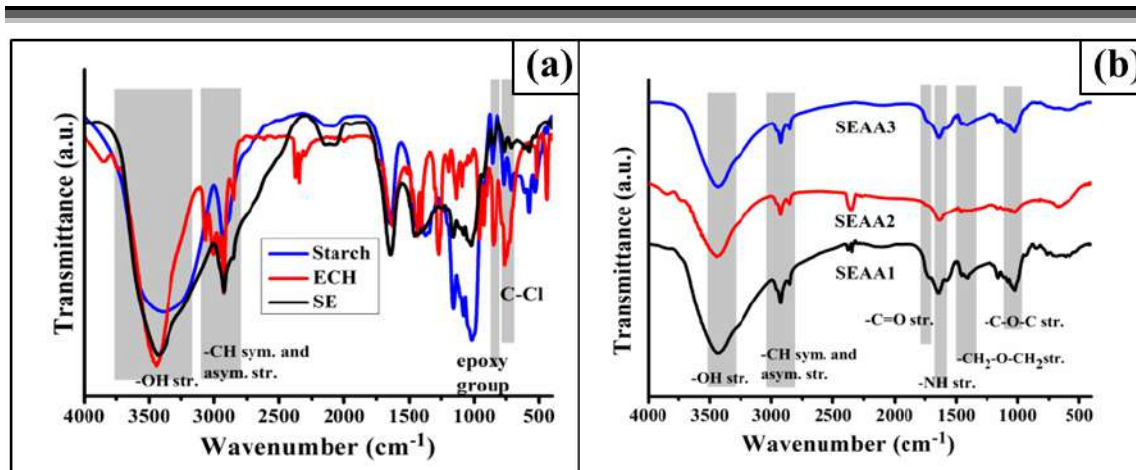 (a)
Transmittance (a.u.)
Starch
ECH
SE
C-Cl
-CH sym. and
asym. str.
-OH str.
epoxy
group
4000 3500 3000 2500 2000 1500 1000 500
Wavenumber (cm⁻¹)
(b)
Transmittance (a.u.)
SEAA3
SEAA2
SEAA1
-C=O str.
-C-O-C str.
-CH sym. and
asym. str.
-CH₂-O-CH₂str.
-OH str.
-NH str.
4000 3500 3000 2500 2000 1500 1000 500
Wavenumber (cm⁻¹)